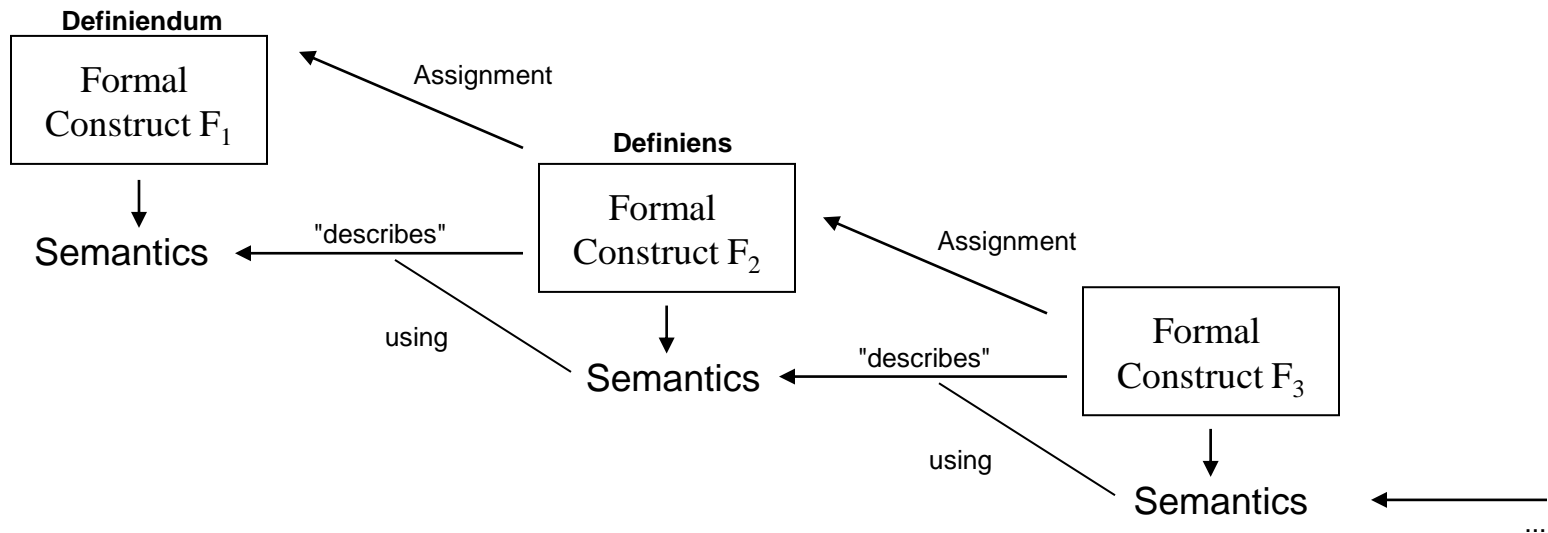 Definiendum
Formal
Construct F₁
Assignment
Definiens
Formal
Construct F₂
Semantics
"describes"
Assignment
using
Formal
Construct F₃
Semantics
"describes"
using
Semantics
...